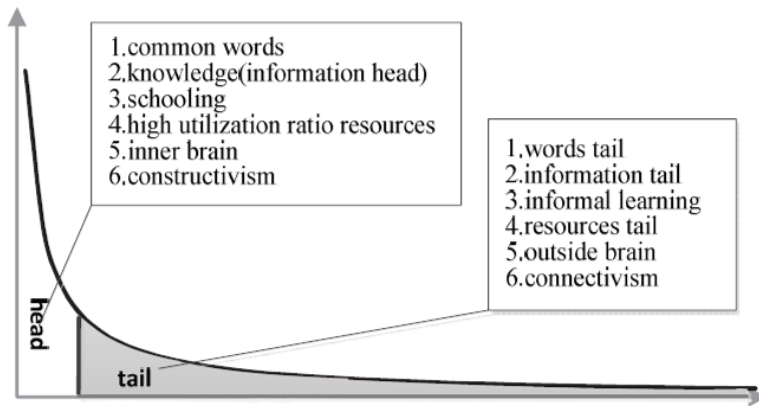 1.common words
2.knowledge(information head)
3.schooling
4.high utilization ratio resources
5.inner brain
6.constructivism
1.words tail
2.information tail
3.informal learning
4.resources tail
5.outside brain
6.connectivism
head
tail